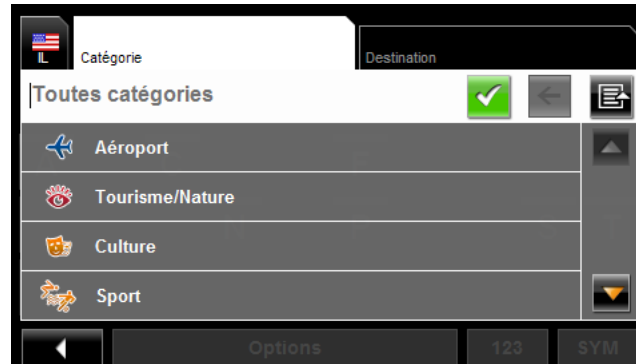 IL
Catégorie
Destination
Toutes catégories
Aéroport
Tourisme/Nature
Culture
Sport
Options
123
SYM